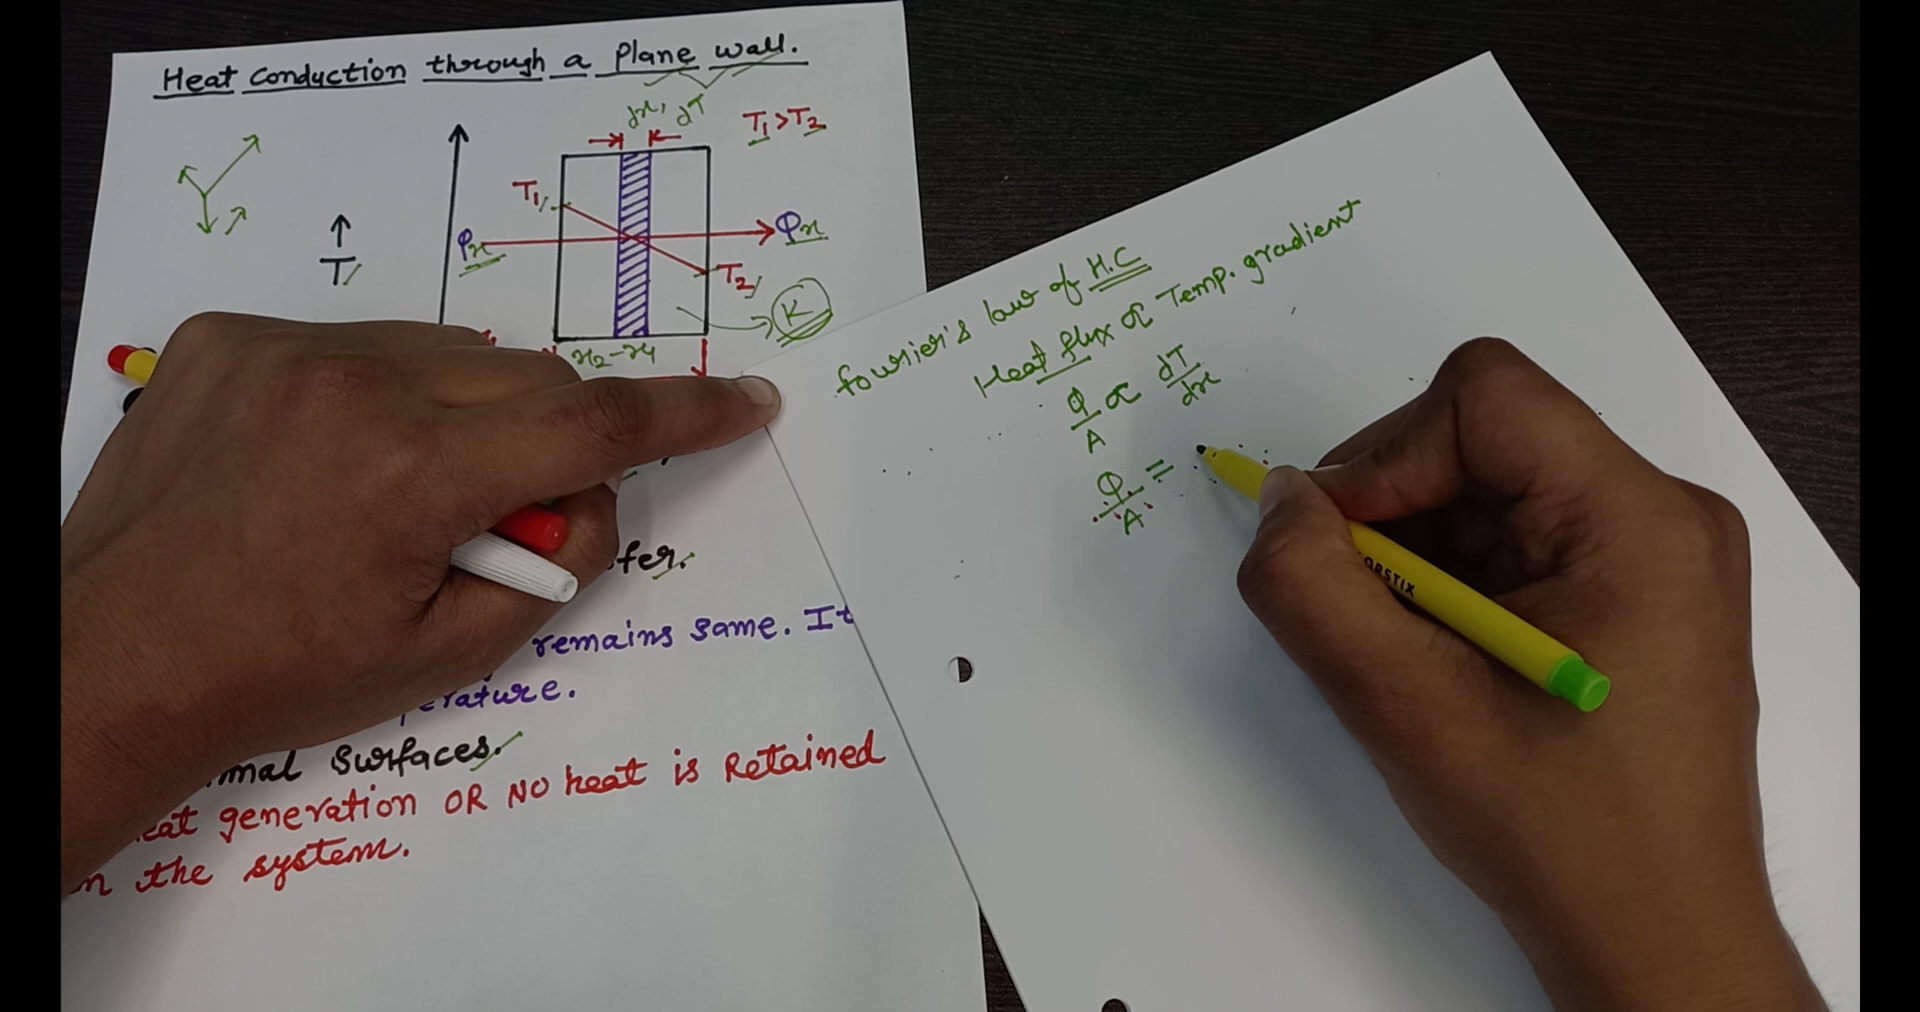 Heat conduction through a Plane wall.
dx, dT
T1 > T2
T1
Qx
Qx
T
T2
K
x2-x1
fer.
remains same. It
erature.
mal surfaces.
eat generation OR NO heat is Retained
n the system.
fourier's law of H.C
Heat flux ∝ Temp. gradient
Q/A ∝ dT/dx
Q/A =
ORSTIX